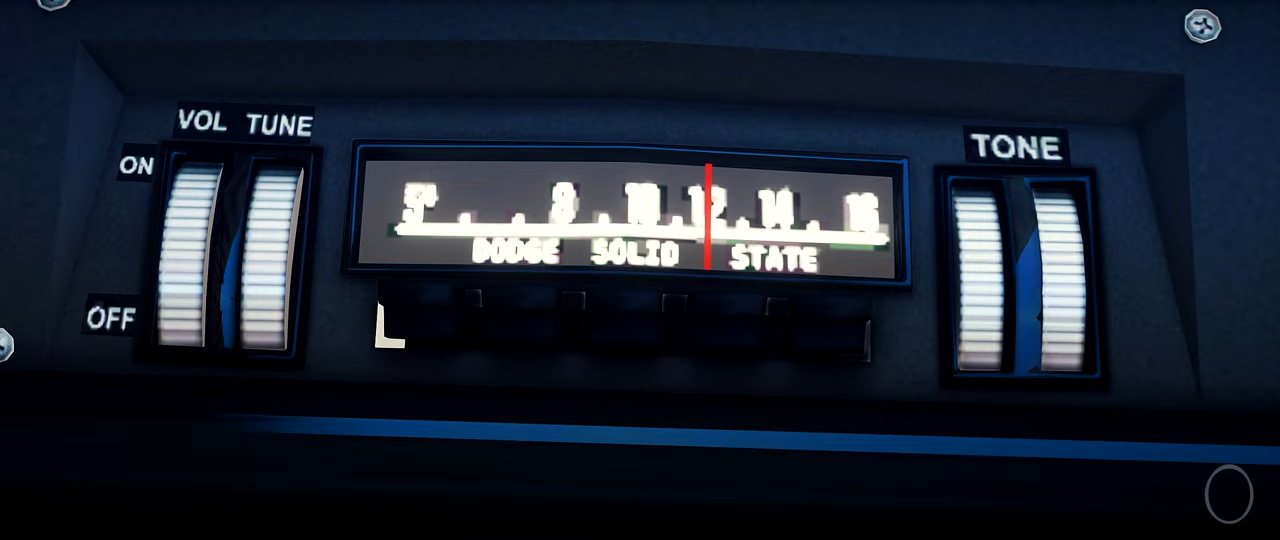 VOL TUNE
ON
OFF
8 10 12 14 16
DODGE SOLID STATE
TONE